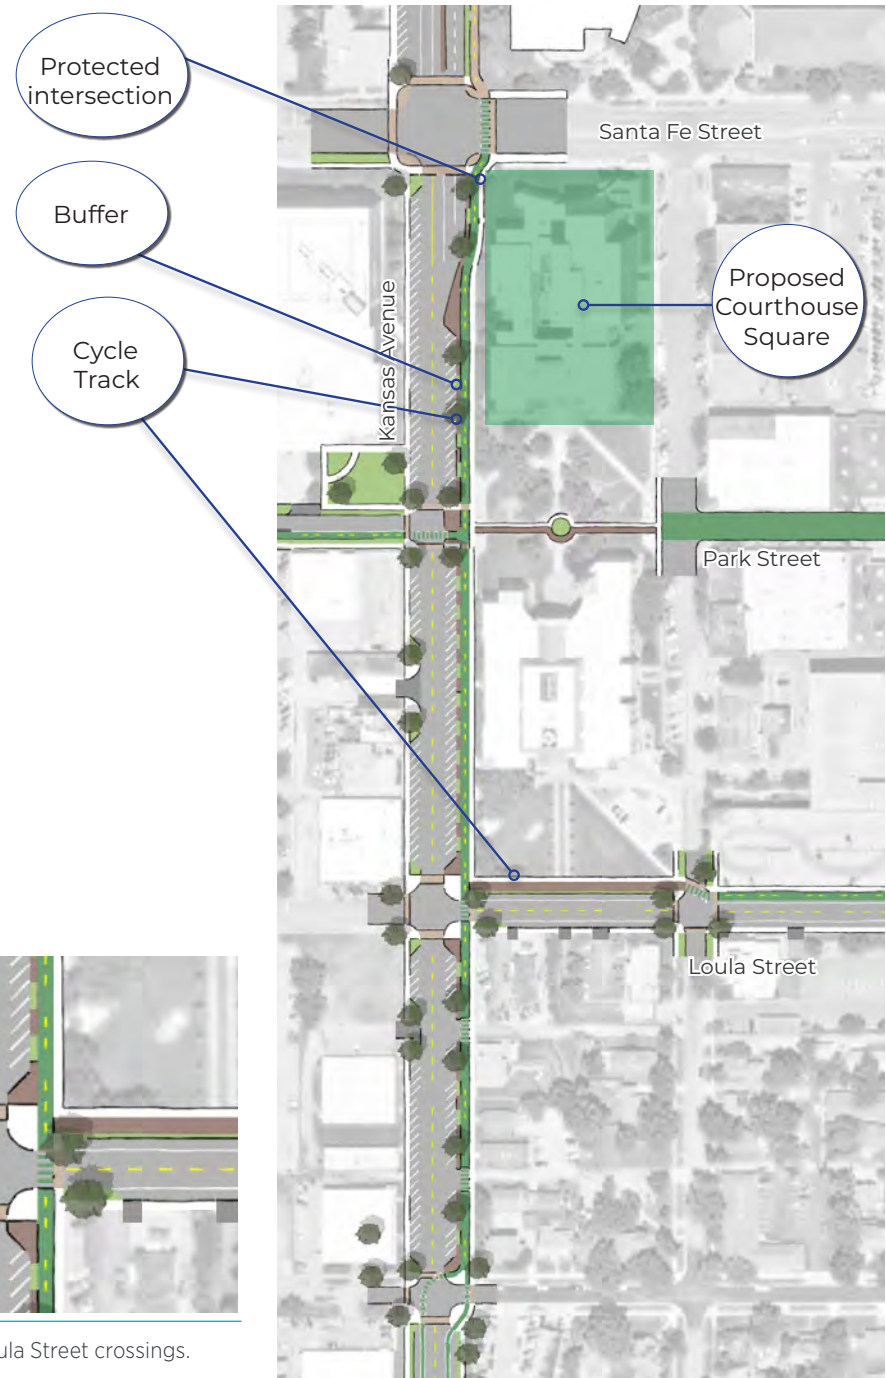 Protected
intersection
Santa Fe Street
Buffer
Proposed
Courthouse
Square
Kansas Avenue
Cycle
Track
Park Street
Loula Street
Street crossings.